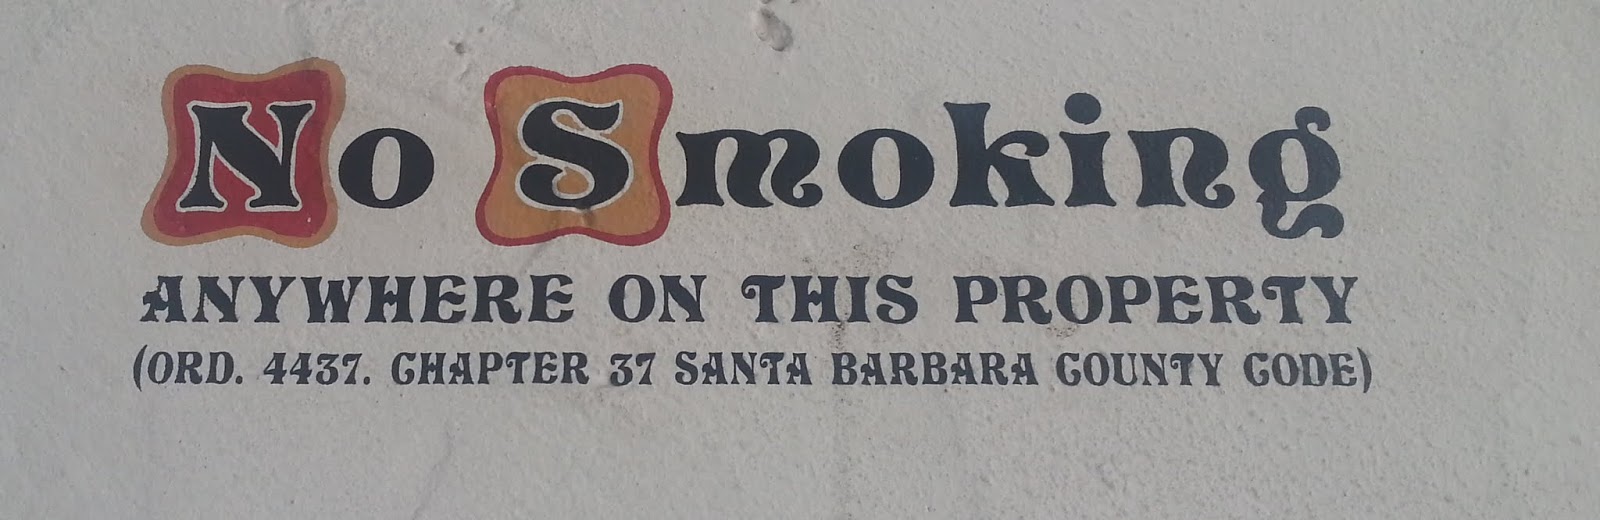 No Smoking
ANYWHERE ON THIS PROPERTY
(ORD. 4437. CHAPTER 37 SANTA BARBARA COUNTY CODE)